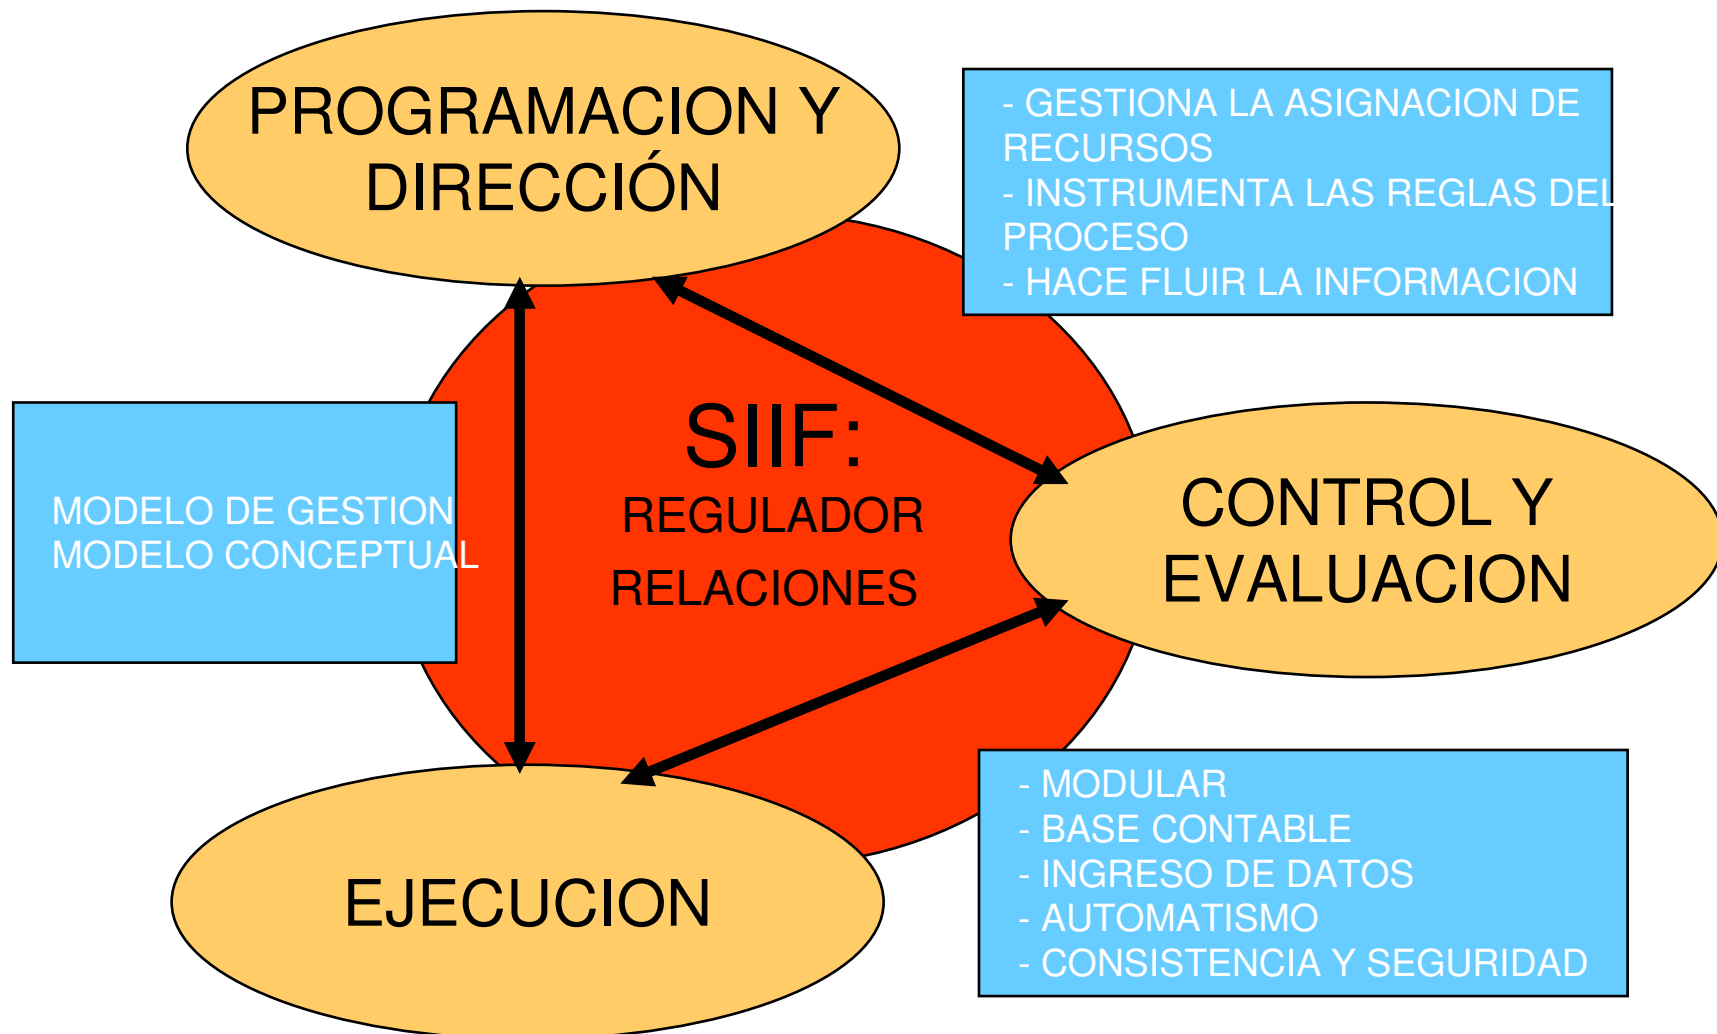 PROGRAMACION Y
DIRECCIÓN
- GESTIONA LA ASIGNACION DE
RECURSOS
- INSTRUMENTA LAS REGLAS DEL
PROCESO
- HACE FLUIR LA INFORMACION
SIIF:
REGULADOR
RELACIONES
MODELO DE GESTION
MODELO CONCEPTUAL
CONTROL Y
EVALUACION
EJECUCION
- MODULAR
- BASE CONTABLE
- INGRESO DE DATOS
- AUTOMATISMO
- CONSISTENCIA Y SEGURIDAD